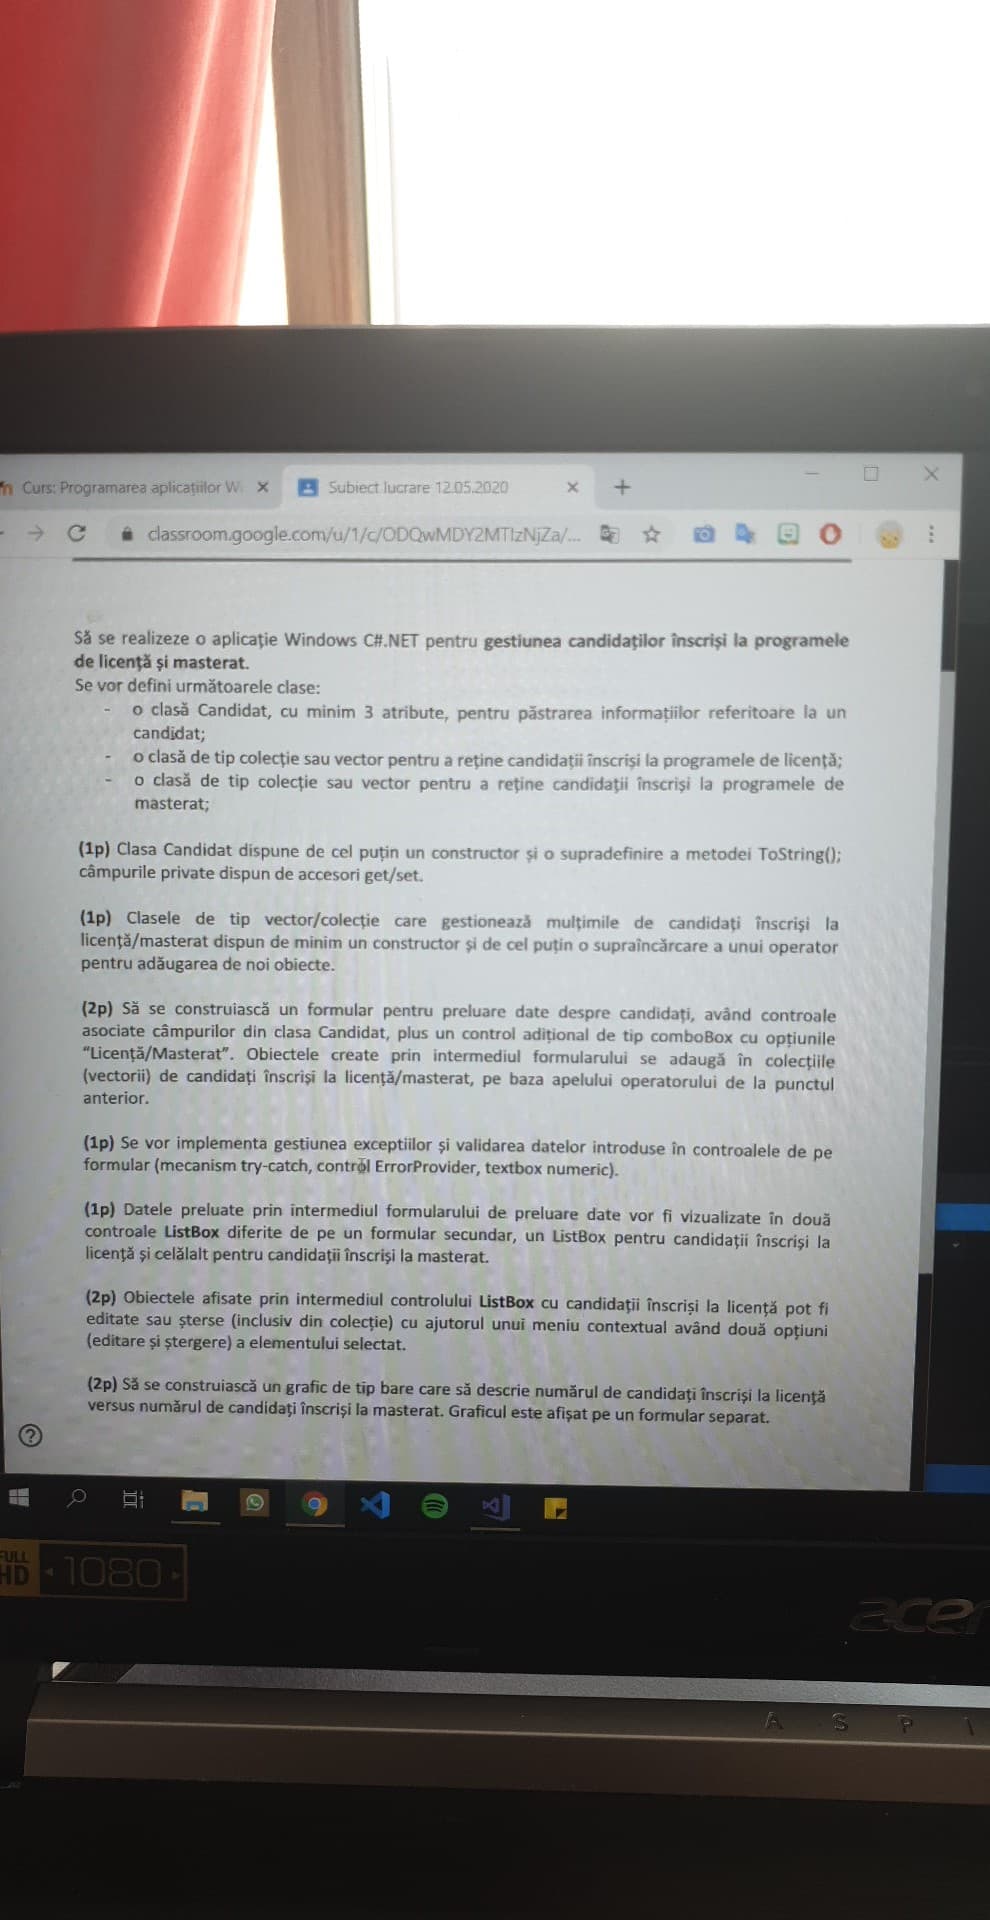 Curs: Programarea aplicațiilor Wi
Subiect lucrare 12.05.2020
classroom.google.com/u/1/c/ODQwMDY2MTIzNjZa/...
Să se realizeze o aplicație Windows C#.NET pentru gestiunea candidaților înscriși la programele
de licență și masterat.
Se vor defini următoarele clase:
- o clasă Candidat, cu minim 3 atribute, pentru păstrarea informațiilor referitoare la un
candidat;
- o clasă de tip colecție sau vector pentru a reține candidații înscriși la programele de licență;
- o clasă de tip colecție sau vector pentru a reține candidații înscriși la programele de
masterat;
(1p) Clasa Candidat dispune de cel puțin un constructor și o supradefinire a metodei ToString();
câmpurile private dispun de accesori get/set.
(1p) Clasele de tip vector/colecție care gestionează mulțimile de candidați înscriși la
licență/masterat dispun de minim un constructor și de cel puțin o supraîncărcare a unui operator
pentru adăugarea de noi obiecte.
(2p) Să se construiască un formular pentru preluare date despre candidați, având controale
asociate câmpurilor din clasa Candidat, plus un control adițional de tip comboBox cu opțiunile
"Licență/Masterat". Obiectele create prin intermediul formularului se adaugă în colecțiile
(vectorii) de candidați înscriși la licență/masterat, pe baza apelului operatorului de la punctul
anterior.
(1p) Se vor implementa gestiunea exceptiilor și validarea datelor introduse în controalele de pe
formular (mecanism try-catch, control ErrorProvider, textbox numeric).
(1p) Datele preluate prin intermediul formularului de preluare date vor fi vizualizate în două
controale ListBox diferite de pe un formular secundar, un ListBox pentru candidații înscriși la
licență și celălalt pentru candidații înscriși la masterat.
(2p) Obiectele afisate prin intermediul controlului ListBox cu candidații înscriși la licență pot fi
editate sau șterse (inclusiv din colecție) cu ajutorul unui meniu contextual având două opțiuni
(editare și ștergere) a elementului selectat.
(2p) Să se construiască un grafic de tip bare care să descrie numărul de candidați înscriși la licență
versus numărul de candidați înscriși la masterat. Graficul este afișat pe un formular separat.
FULL
HD 1080
acer
A S P I